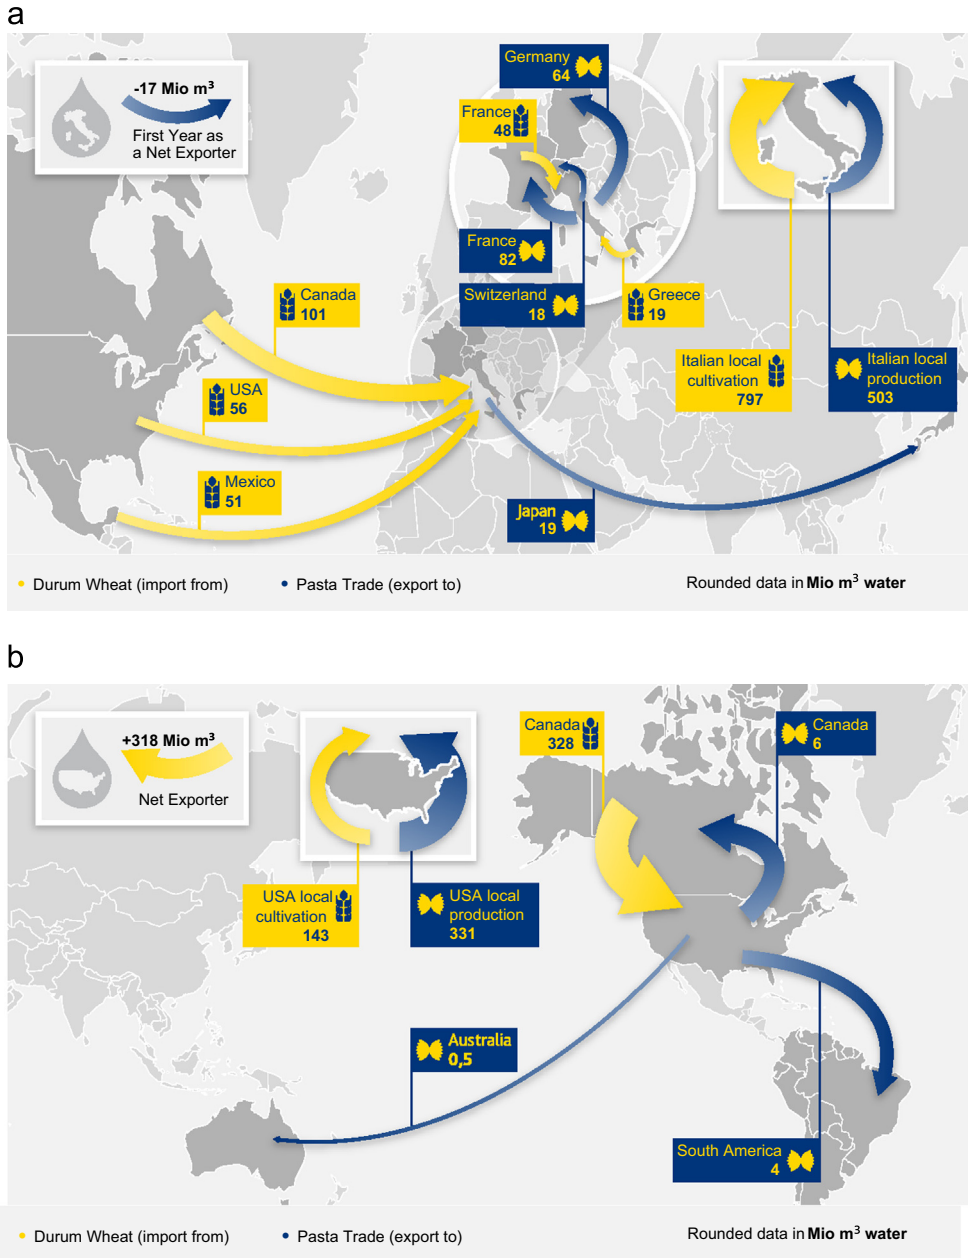 a
Germany
64
-17 Mio m³
First Year as
a Net Exporter
France
48
France
82
Switzerland
18
Greece
19
Canada
101
USA
56
Mexico
51
Italian local
cultivation
797
Italian local
production
503
Japan
19
• Durum Wheat (import from)
• Pasta Trade (export to)
Rounded data in Mio m³ water
b
+318 Mio m³
Net Exporter
Canada
328
Canada
6
USA local
cultivation
143
USA local
production
331
Australia
0,5
South America
4
• Durum Wheat (import from)
• Pasta Trade (export to)
Rounded data in Mio m³ water